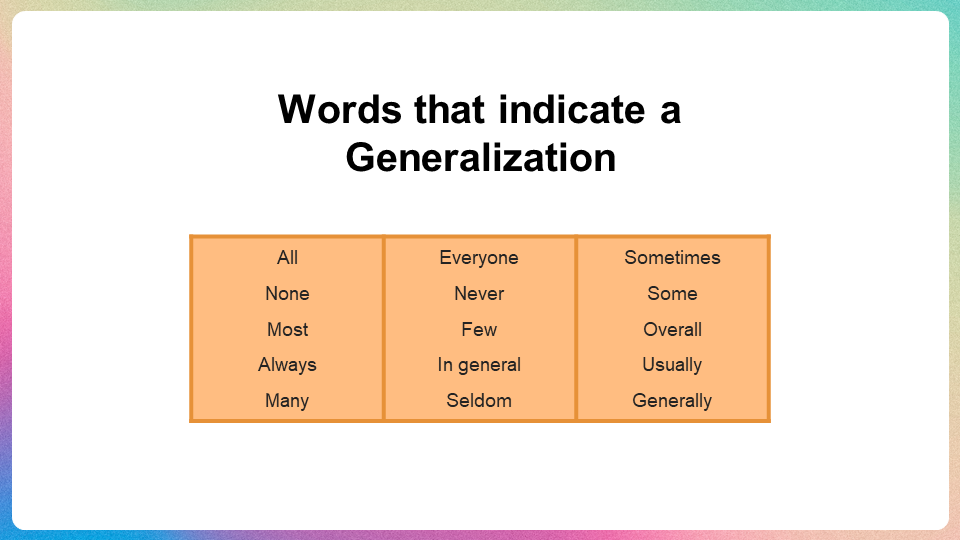 Words that indicate a
Generalization
All
None
Most
Always
Many
Everyone
Never
Few
In general
Seldom
Sometimes
Some
Overall
Usually
Generally